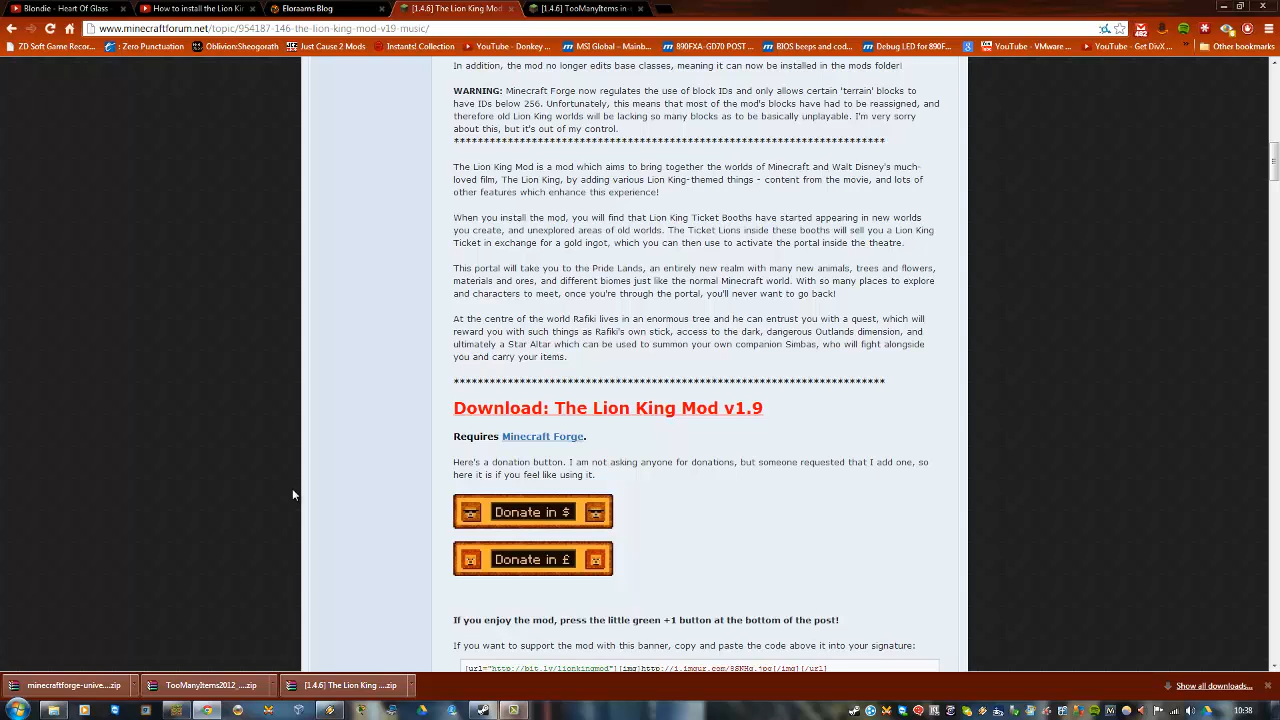 Blondie - Heart Of Glass
How to install the Lion Kin
Eloraams Blog
[1.4.6] The Lion King Mod
[1.4.6] TooManyItems in
www.minecraftforum.net/topic/954187-146-the-lion-king-mod-v19-music/
ZD Soft Game Recor...
: Zero Punctuation
Oblivion:Sheogorath
Just Cause 2 Mods
Instants! Collection
YouTube - Donkey ...
MSI Global – Mainb...
890FXA-GD70 POST ...
BIOS beeps and cod...
Debug LED for 890F...
YouTube - VMware ...
YouTube - Get DivX ...
Other bookmarks
In addition, the mod no longer edits base classes, meaning it can now be installed in the mods folder!
WARNING: Minecraft Forge now regulates the use of block IDs and only allows certain 'terrain' blocks to
have IDs below 256. Unfortunately, this means that most of the mod's blocks have had to be reassigned, and
therefore old Lion King worlds will be lacking so many blocks as to be basically unplayable. I'm very sorry
about this, but it's out of my control.
************************************************************************
The Lion King Mod is a mod which aims to bring together the worlds of Minecraft and Walt Disney's much-
loved film, The Lion King, by adding various Lion King-themed things - content from the movie, and lots of
other features which enhance this experience!
When you install the mod, you will find that Lion King Ticket Booths have started appearing in new worlds
you create, and unexplored areas of old worlds. The Ticket Lions inside these booths will sell you a Lion King
Ticket in exchange for a gold ingot, which you can then use to activate the portal inside the theatre.
This portal will take you to the Pride Lands, an entirely new realm with many new animals, trees and flowers,
materials and ores, and different biomes just like the normal Minecraft world. With so many places to explore
and characters to meet, once you're through the portal, you'll never want to go back!
At the centre of the world Rafiki lives in an enormous tree and he can entrust you with a quest, which will
reward you with such things as Rafiki's own stick, access to the dark, dangerous Outlands dimension, and
ultimately a Star Altar which can be used to summon your own companion Simbas, who will fight alongside
you and carry your items.
************************************************************************
Download: The Lion King Mod v1.9
Requires Minecraft Forge.
Here's a donation button. I am not asking anyone for donations, but someone requested that I add one, so
here it is if you feel like using it.
Donate in $
Donate in £
If you enjoy the mod, press the little green +1 button at the bottom of the post!
If you want to support the mod with this banner, copy and paste the code above it into your signature:
minecraftforge-unive....zip
TooManyItems2012_....zip
[1.4.6] The Lion King ....zip
Show all downloads...
10:38